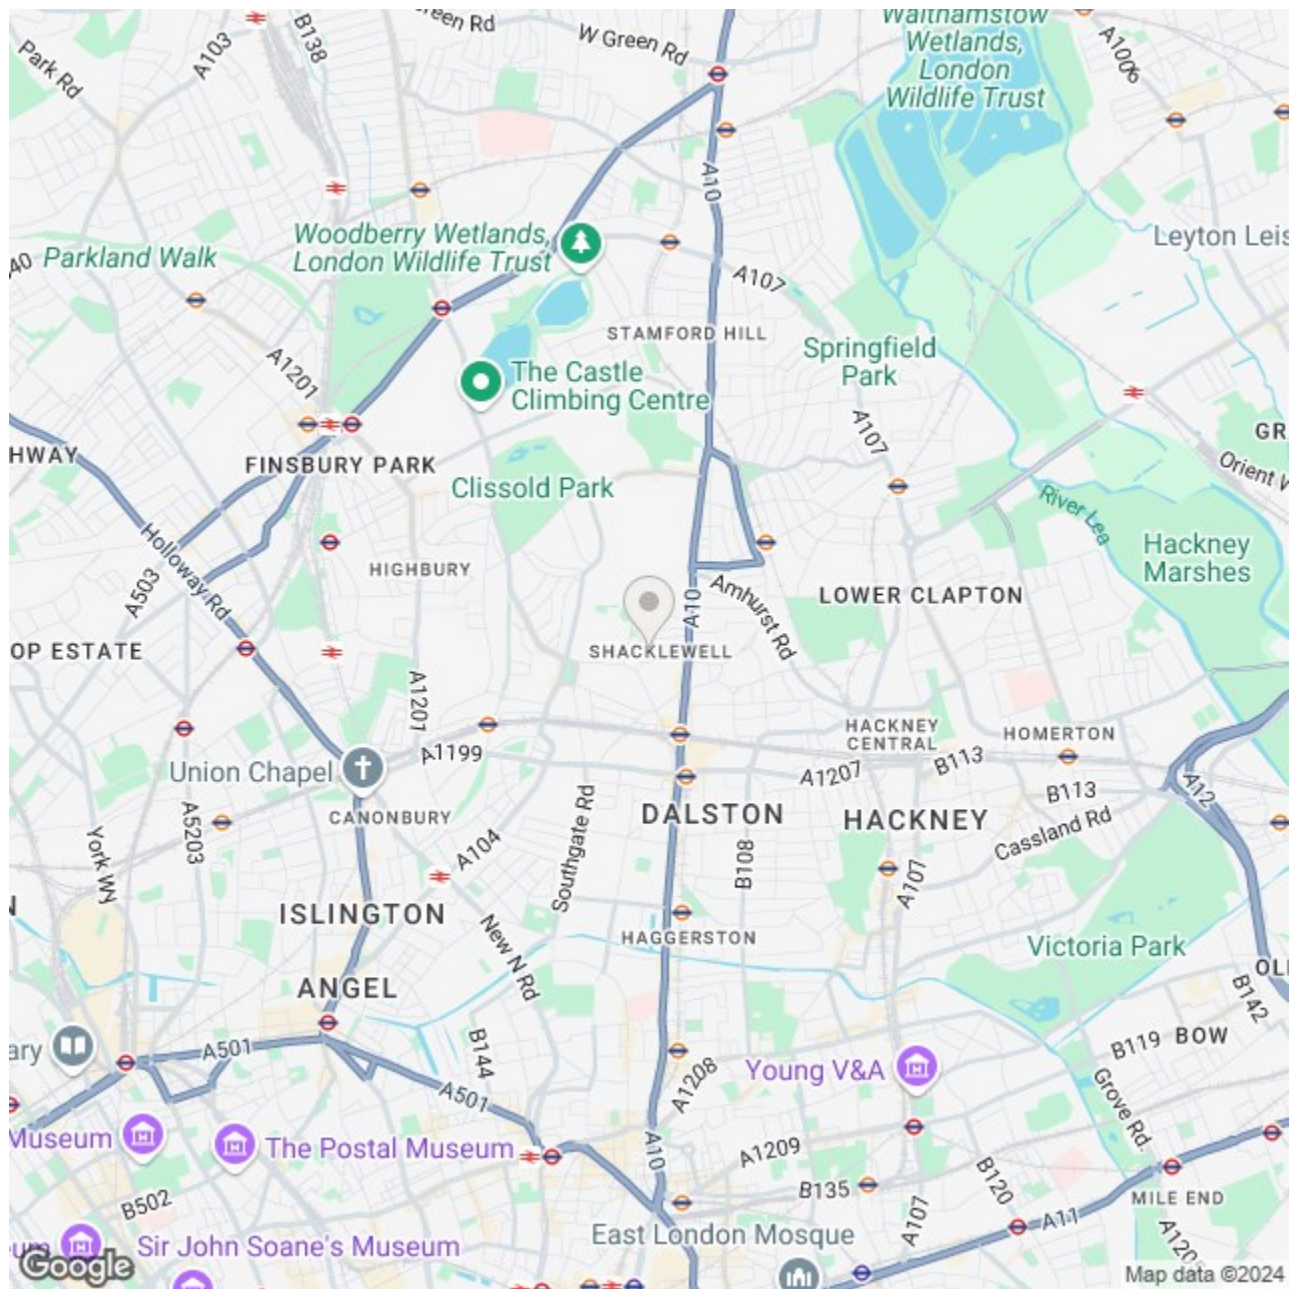 Walthamstow
Wetlands,
London
Wildlife Trust
Green Rd
W Green Rd
A103
B138
Park Rd
A1006
A10
Woodberry Wetlands,
London Wildlife Trust
Parkland Walk
Leyton Leis
A107
STAMFORD HILL
Springfield
Park
A1201
The Castle
Climbing Centre
A107
HWAY
FINSBURY PARK
GR
Orient W
Clissold Park
River Lea
Holloway Rd
Hackney
Marshes
A503
HIGHBURY
A10
Amhurst Rd
LOWER CLAPTON
OP ESTATE
SHACKLEWELL
A1201
HACKNEY
CENTRAL
HOMERTON
A1199
B113
Union Chapel
A1207
A12
B113
CANONBURY
DALSTON
HACKNEY
A5203
York Wy
A104
Southgate Rd
B108
Cassland Rd
A107
ISLINGTON
New N Rd
HAGGERSTON
Victoria Park
ANGEL
B142
ary
A501
B144
B119
BOW
A1208
Young V&A
A501
Grove Rd.
Museum
The Postal Museum
A10
A1209
B502
B135
A107
B120
MILE END
A11
East London Mosque
Sir John Soane's Museum
Google
Map data ©2024